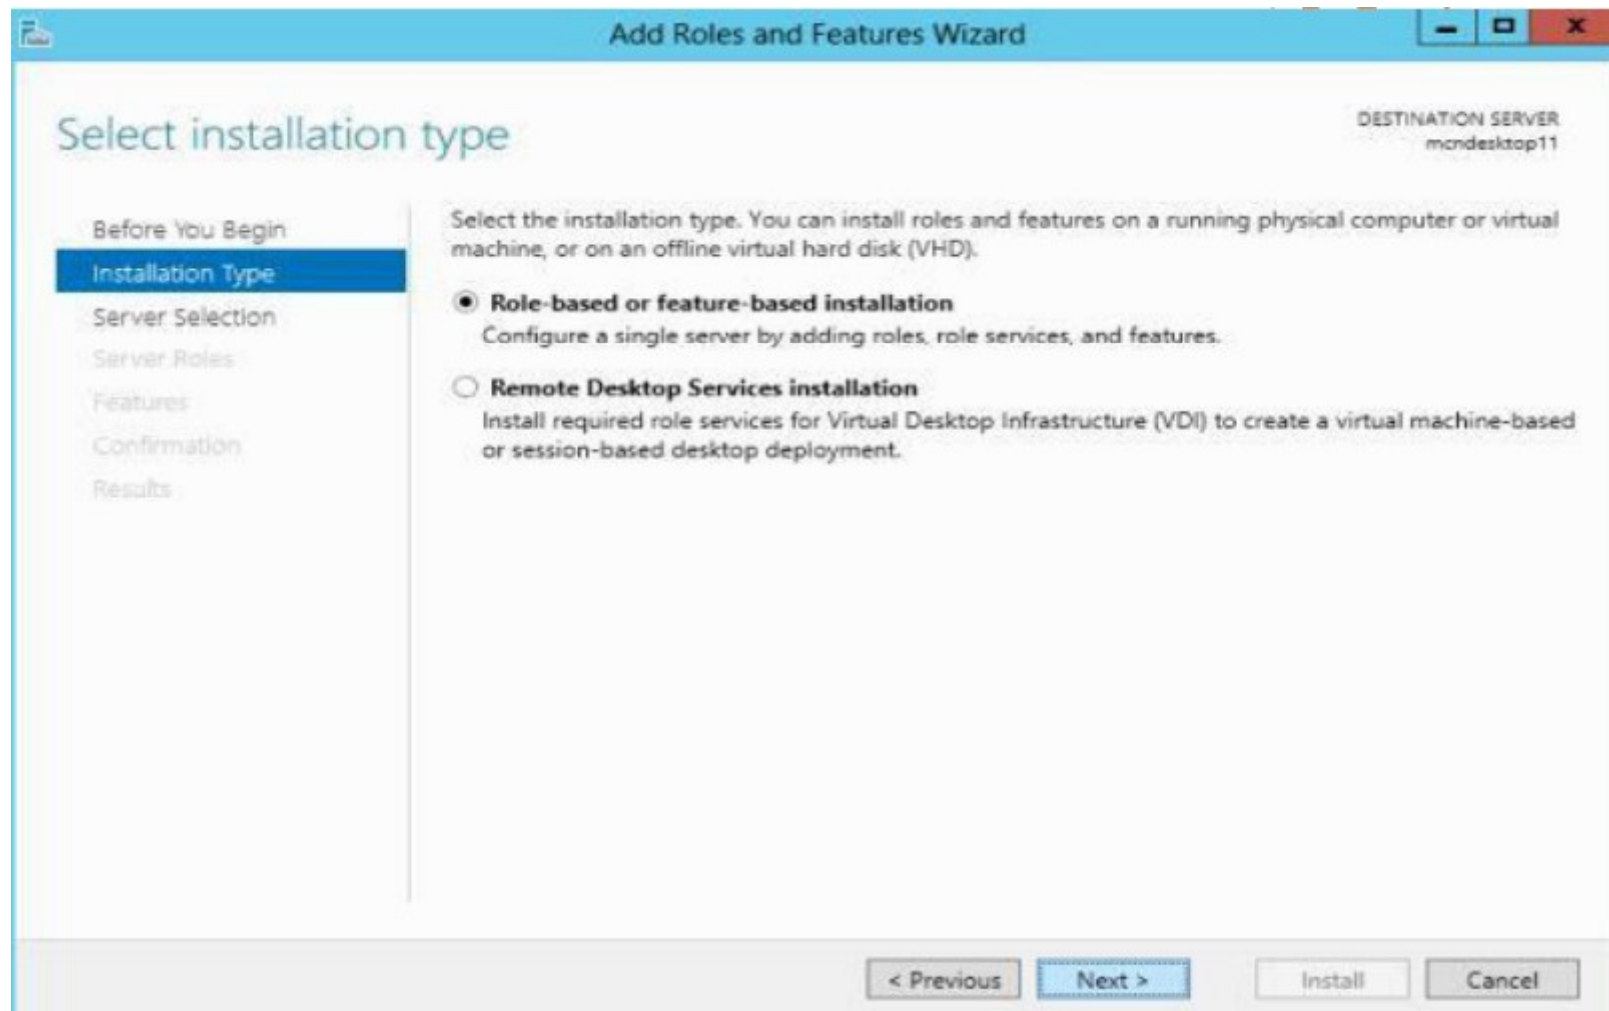 Add Roles and Features Wizard
Select installation type
DESTINATION SERVER
mcndesktop11
Before You Begin
Installation Type
Server Selection
Server Roles
Features
Confirmation
Results
Select the installation type. You can install roles and features on a running physical computer or virtual
machine, or on an offline virtual hard disk (VHD).
Role-based or feature-based installation
Configure a single server by adding roles, role services, and features.
Remote Desktop Services installation
Install required role services for Virtual Desktop Infrastructure (VDI) to create a virtual machine-based
or session-based desktop deployment.
< Previous
Next >
Install
Cancel